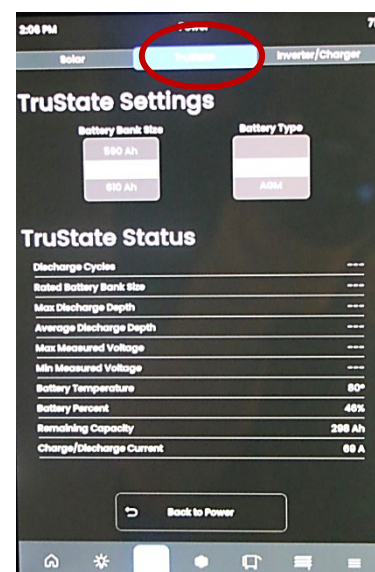 2:06 PM
Solar
Inverter/Charger
TruState Settings
Battery Bank Size Battery Type
590 Ah
610 Ah AGM
TruState Status
Discharge Cycles ---
Rated Battery Bank Size ---
Max Discharge Depth ---
Average Discharge Depth ---
Max Measured Voltage ---
Min Measured Voltage ---
Battery Temperature 80°
Battery Percent 46%
Remaining Capacity 298 Ah
Charge/Discharge Current 69 A
Back to Power